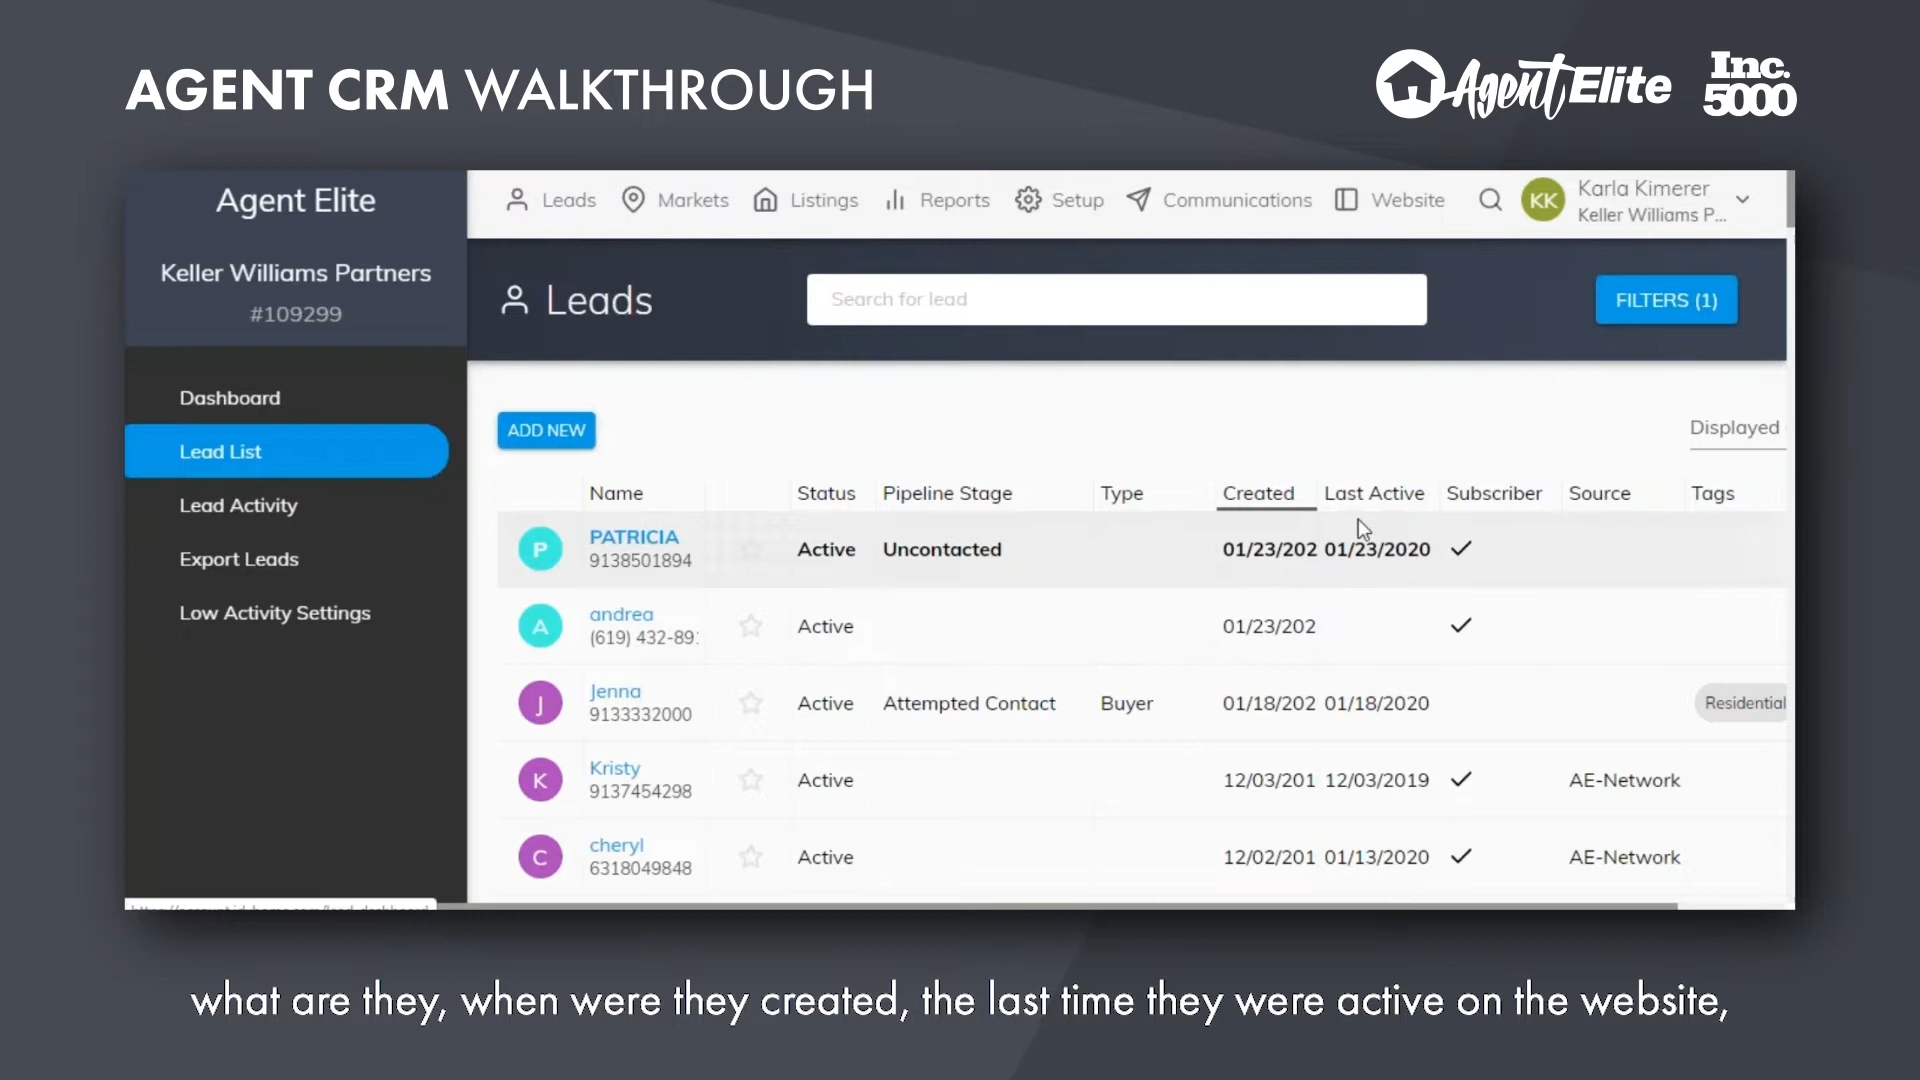 AGENT CRM WALKTHROUGH
AgentElite
Inc.
5000
Agent Elite
Keller Williams Partners
#109299
Dashboard
Lead List
Lead Activity
Export Leads
Low Activity Settings
Leads Markets Listings Reports Setup Communications Website
KK
Karla Kimerer
Keller Williams P...
Leads
Search for lead
FILTERS (1)
ADD NEW
Displayed
Name Status Pipeline Stage Type Created Last Active Subscriber Source Tags
P PATRICIA Active Uncontacted 01/23/202 01/23/2020
9138501894
A andrea Active 01/23/202
(619) 432-89
J Jenna Active Attempted Contact Buyer 01/18/202 01/18/2020 Residential
9133332000
K Kristy Active 12/03/201 12/03/2019 AE-Network
9137454298
C cheryl Active 12/02/201 01/13/2020 AE-Network
6318049848
what are they, when were they created, the last time they were active on the website,